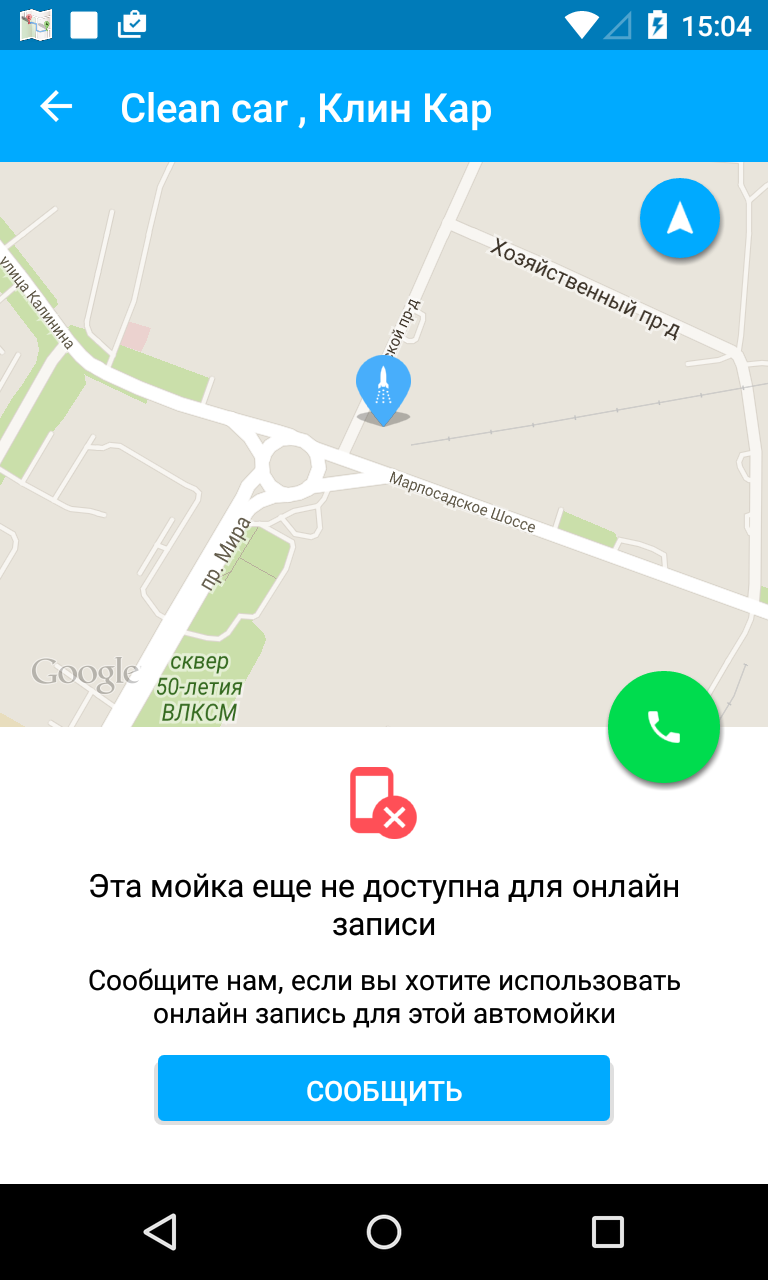 15:04
Clean car , Клин Кар
Хозяйственный пр-д
улица Калинина
пр-д
Марпосадское Шоссе
пр. Мира
Google
сквер
50-летия
ВЛКСМ
Эта мойка еще не доступна для онлайн
записи
Сообщите нам, если вы хотите использовать
онлайн запись для этой автомойки
СООБЩИТЬ